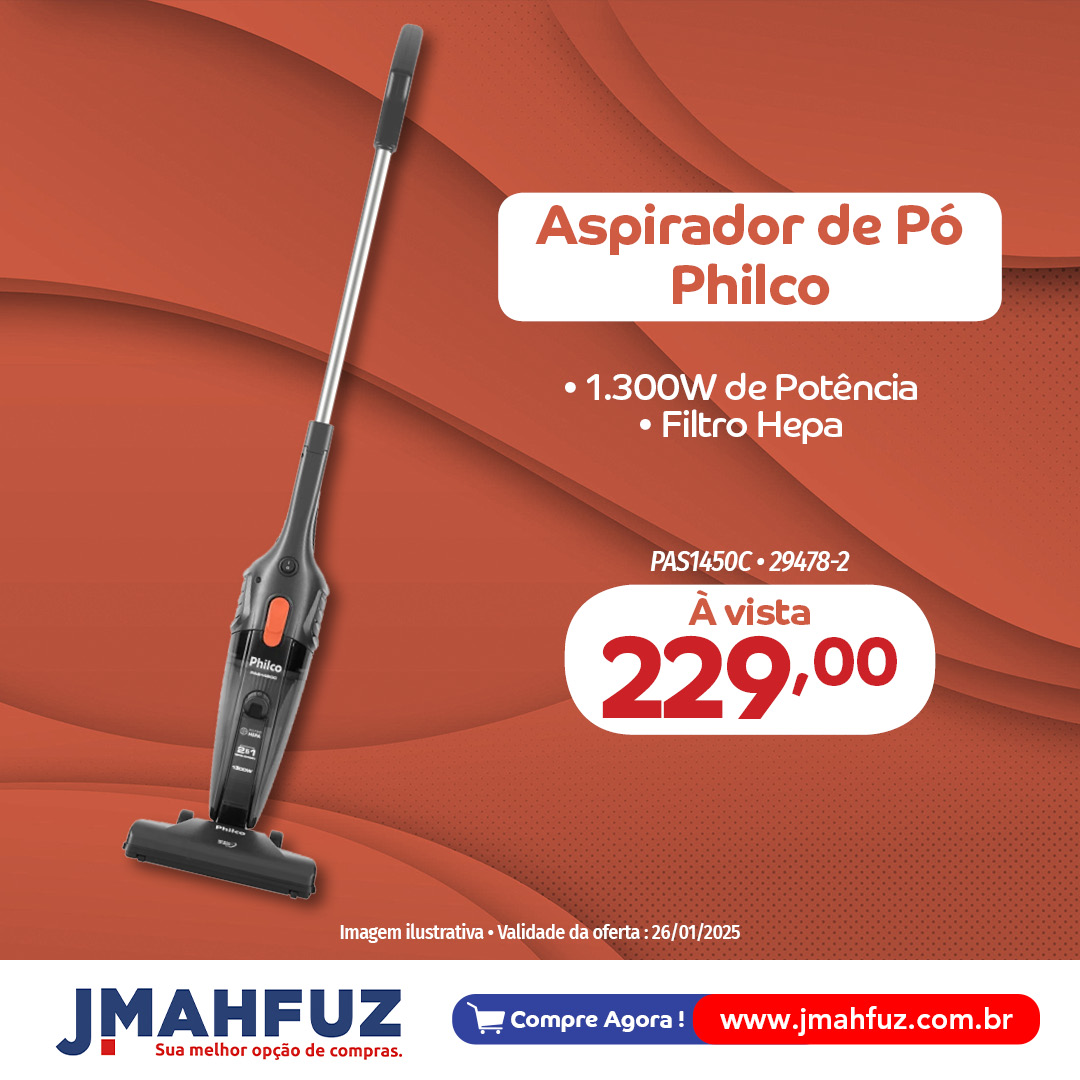 Aspirador de Pó
Philco
• 1.300W de Potência
• Filtro Hepa
PAS1450C • 29478-2
À vista
229,00
Philco
HEPA
2 EM 1
1300W
Philco
Imagem ilustrativa • Validade da oferta : 26/01/2025
JMAHFUZ
Sua melhor opção de compras.
Compre Agora !
www.jmahfuz.com.br